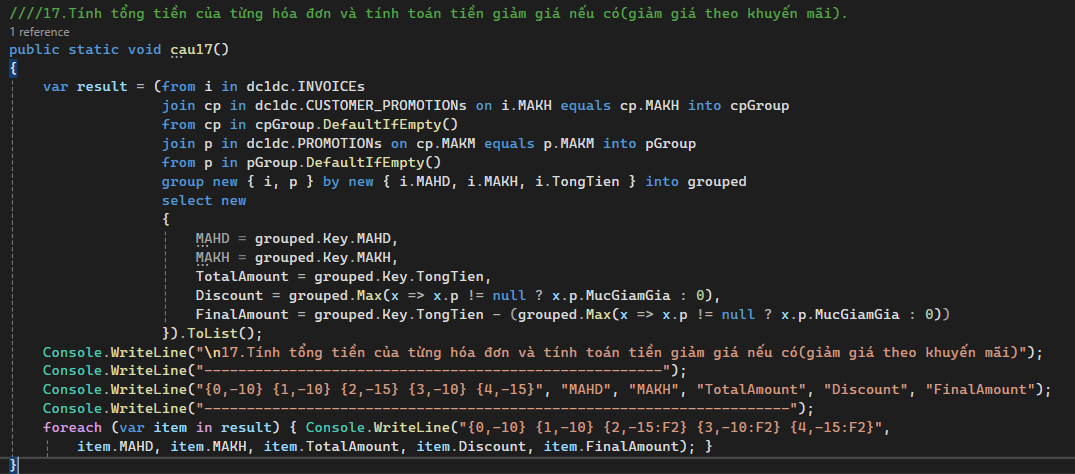 ////17.Tính tổng tiền của từng hóa đơn và tính toán tiền giảm giá nếu có(giảm giá theo khuyến mãi).
1 reference
public static void cau17()
{
    var result = (from i in dc1dc.INVOICEs
                  join cp in dc1dc.CUSTOMER_PROMOTIONs on i.MAKH equals cp.MAKH into cpGroup
                  from cp in cpGroup.DefaultIfEmpty()
                  join p in dc1dc.PROMOTIONs on cp.MAKM equals p.MAKM into pGroup
                  from p in pGroup.DefaultIfEmpty()
                  group new { i, p } by new { i.MAHD, i.MAKH, i.TongTien } into grouped
                  select new
                  {
                      MAHD = grouped.Key.MAHD,
                      MAKH = grouped.Key.MAKH,
                      TotalAmount = grouped.Key.TongTien,
                      Discount = grouped.Max(x => x.p != null ? x.p.MucGiamGia : 0),
                      FinalAmount = grouped.Key.TongTien - (grouped.Max(x => x.p != null ? x.p.MucGiamGia : 0))
                  }).ToList();
    Console.WriteLine("\n17.Tính tổng tiền của từng hóa đơn và tính toán tiền giảm giá nếu có(giảm giá theo khuyến mãi)");
    Console.WriteLine("------------------------------------------------------");
    Console.WriteLine("{0,-10} {1,-10} {2,-15} {3,-10} {4,-15}", "MAHD", "MAKH", "TotalAmount", "Discount", "FinalAmount");
    Console.WriteLine("---------------------------------------------------------------------");
    foreach (var item in result) { Console.WriteLine("{0,-10} {1,-10} {2,-15:F2} {3,-10:F2} {4,-15:F2}",
        item.MAHD, item.MAKH, item.TotalAmount, item.Discount, item.FinalAmount); }
}